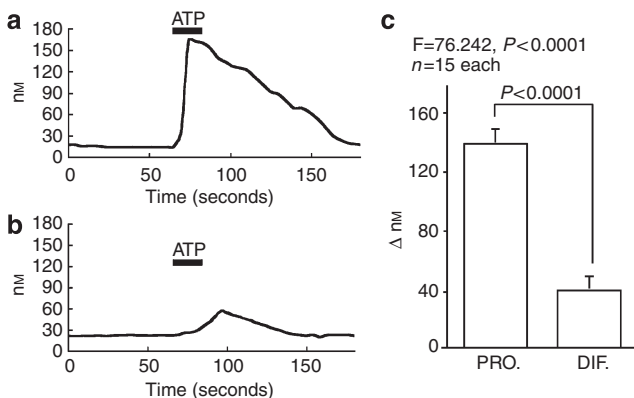 a
ATP
180
150
120
90
60
30
0
nM
0 50 100 150
Time (seconds)
b
ATP
180
150
120
90
60
30
0
nM
0 50 100 150
Time (seconds)
c
F=76.242, P<0.0001
n=15 each
P<0.0001
160
120
80
40
0
Δ nM
PRO. DIF.